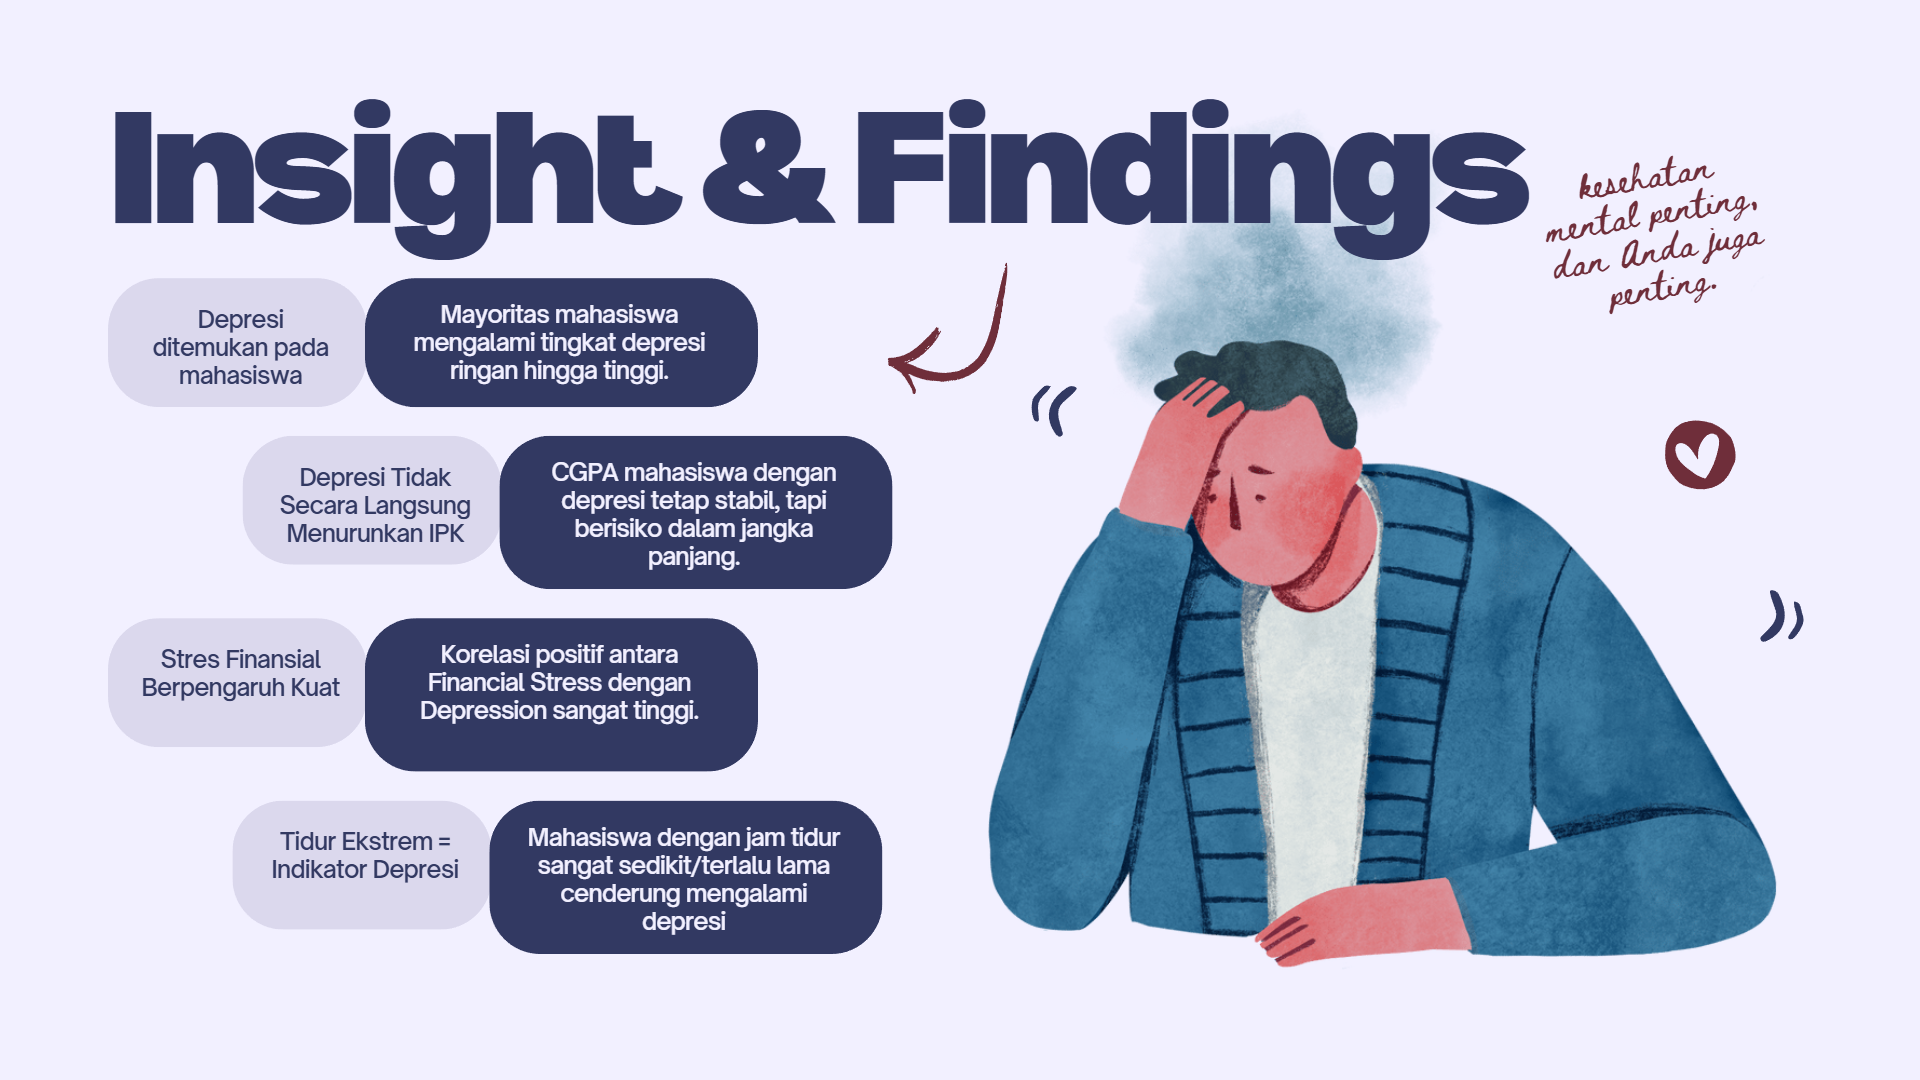 Insight & Findings
kesehatan
mental penting,
dan Anda juga
penting.
Depresi
ditemukan pada
mahasiswa
Mayoritas mahasiswa
mengalami tingkat depresi
ringan hingga tinggi.
Depresi Tidak
Secara Langsung
Menurunkan IPK
CGPA mahasiswa dengan
depresi tetap stabil, tapi
berisiko dalam jangka
panjang.
Stres Finansial
Berpengaruh Kuat
Korelasi positif antara
Financial Stress dengan
Depression sangat tinggi.
Tidur Ekstrem =
Indikator Depresi
Mahasiswa dengan jam tidur
sangat sedikit/terlalu lama
cenderung mengalami
depresi